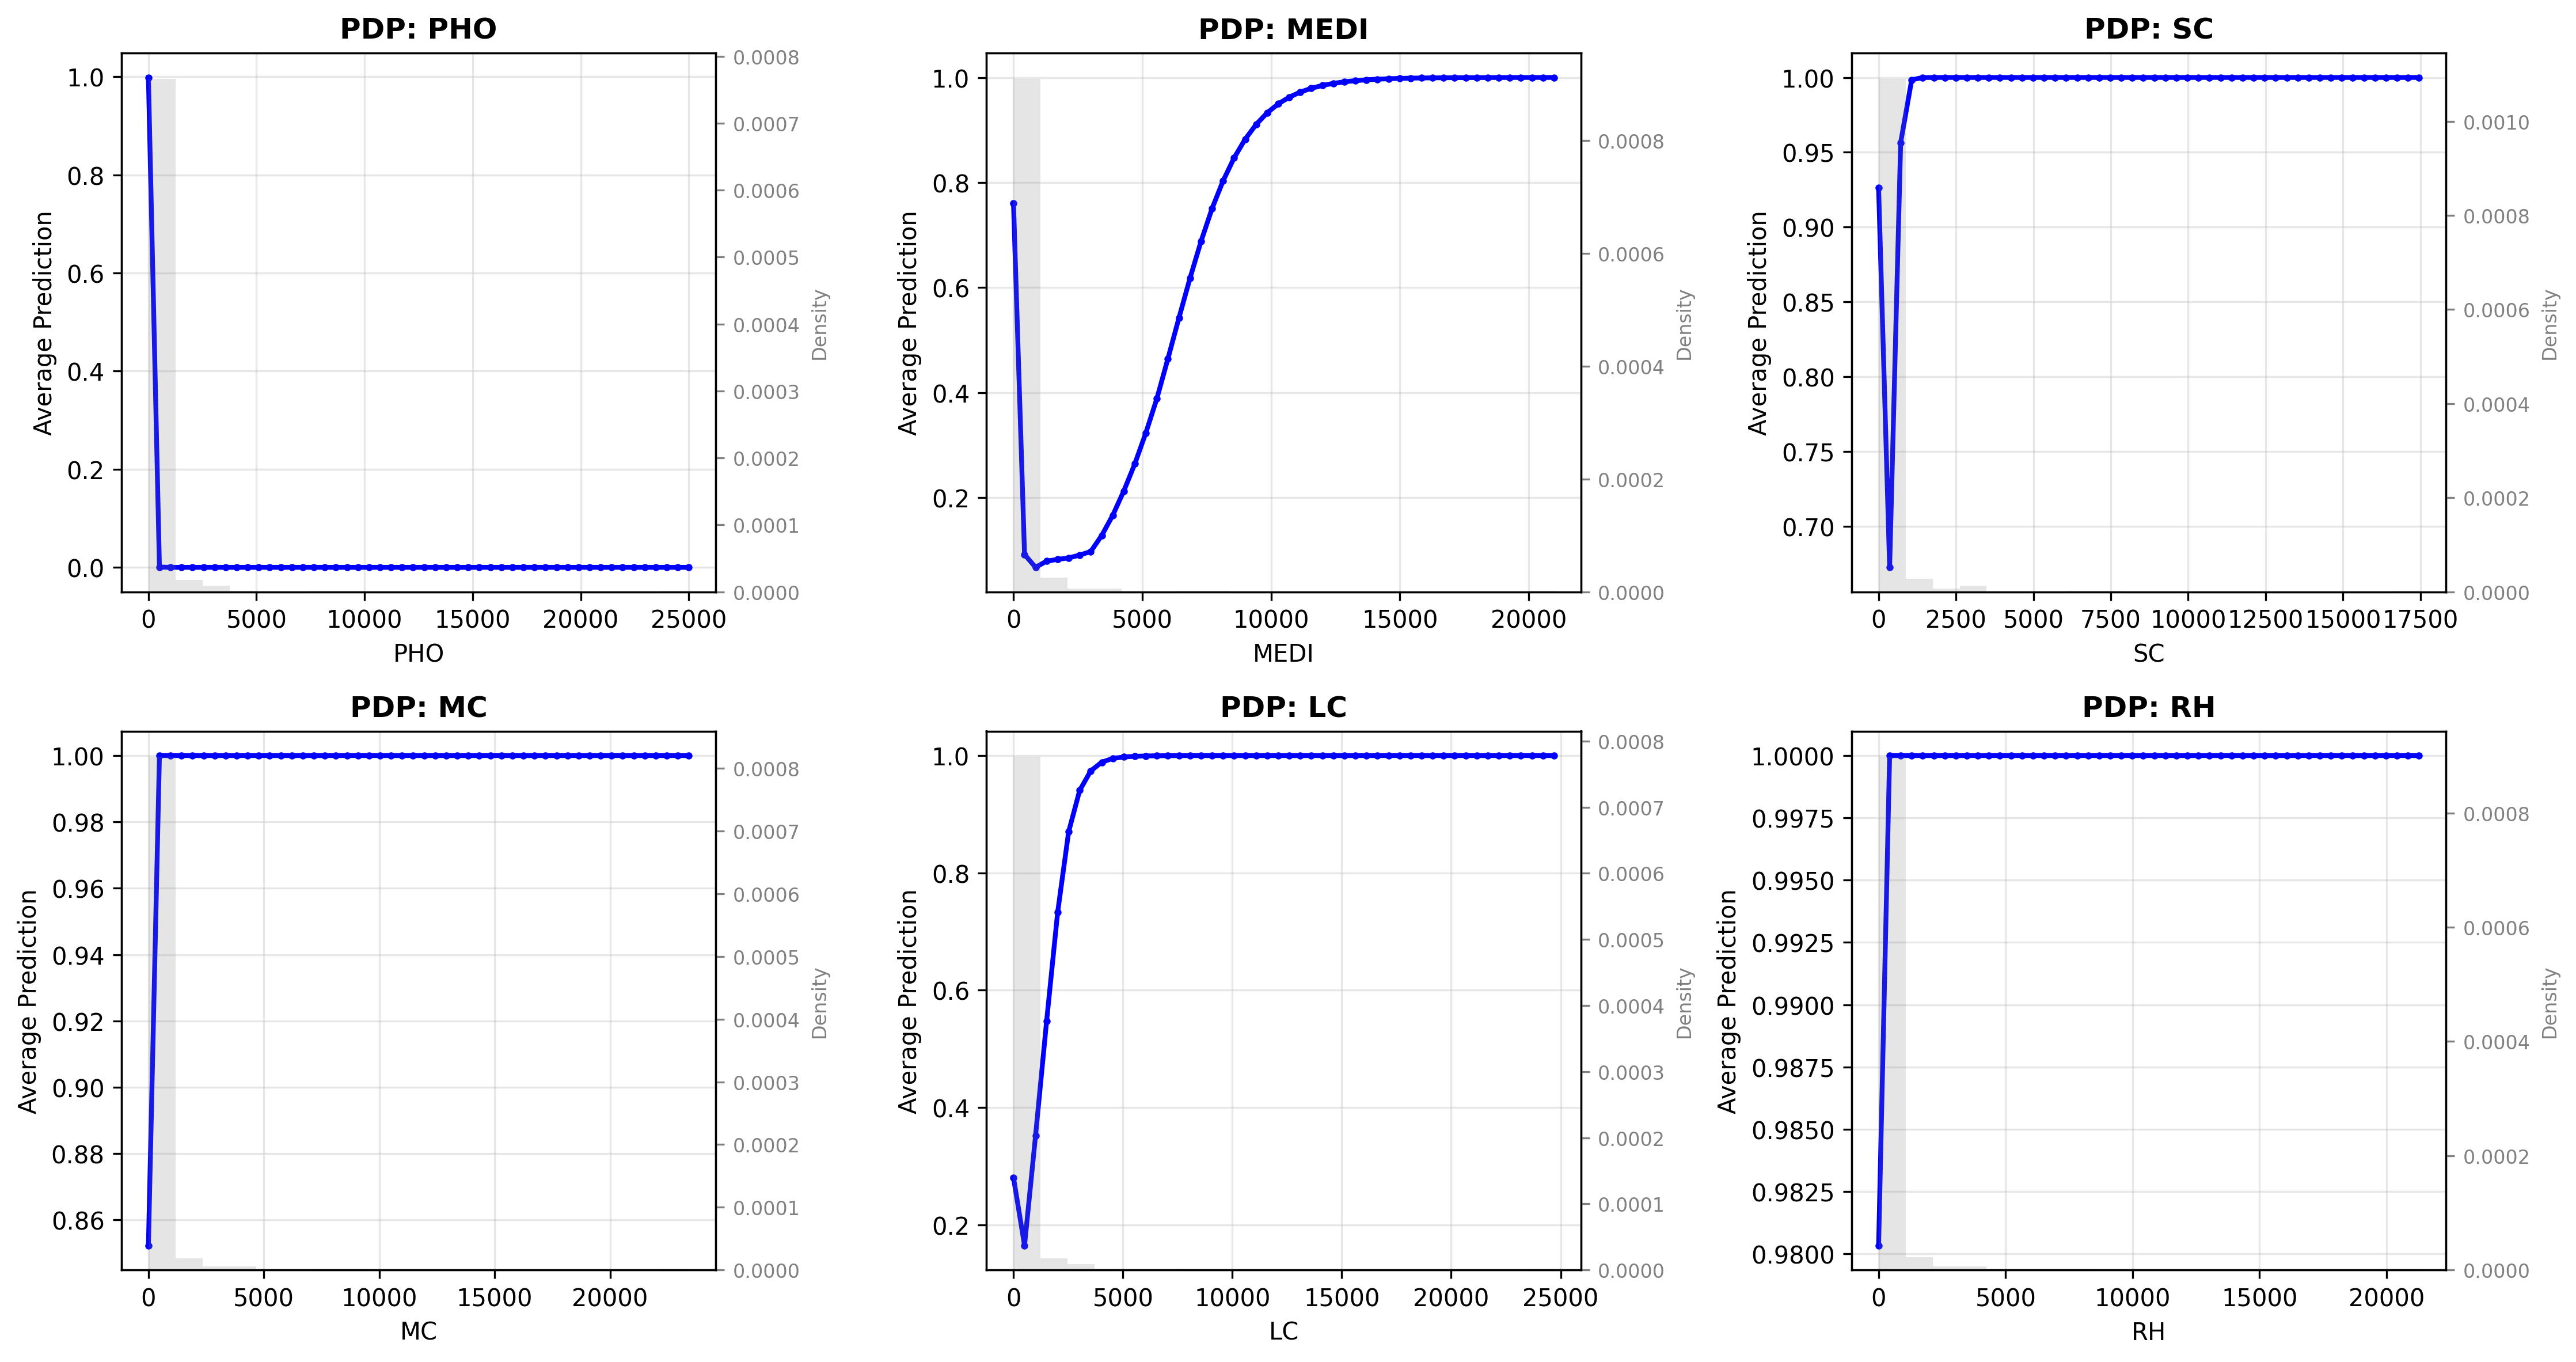 PDP: PHO
1.0
0.8
0.6
0.4
0.2
0.0
Average Prediction
0.0008
0.0007
0.0006
0.0005
0.0004
0.0003
0.0002
0.0001
0.0000
Density
0 5000 10000 15000 20000 25000
PHO
PDP: MEDI
1.0
0.8
0.6
0.4
0.2
Average Prediction
0.0008
0.0006
0.0004
0.0002
0.0000
Density
0 5000 10000 15000 20000
MEDI
PDP: SC
1.00
0.95
0.90
0.85
0.80
0.75
0.70
Average Prediction
0.0010
0.0008
0.0006
0.0004
0.0002
0.0000
Density
0 2500 5000 7500 10000 12500 15000 17500
SC
PDP: MC
1.00
0.98
0.96
0.94
0.92
0.90
0.88
0.86
Average Prediction
0.0008
0.0007
0.0006
0.0005
0.0004
0.0003
0.0002
0.0001
0.0000
Density
0 5000 10000 15000 20000
MC
PDP: LC
1.0
0.8
0.6
0.4
0.2
Average Prediction
0.0008
0.0007
0.0006
0.0005
0.0004
0.0003
0.0002
0.0001
0.0000
Density
0 5000 10000 15000 20000 25000
LC
PDP: RH
1.0000
0.9975
0.9950
0.9925
0.9900
0.9875
0.9850
0.9825
0.9800
Average Prediction
0.0008
0.0006
0.0004
0.0002
0.0000
Density
0 5000 10000 15000 20000
RH